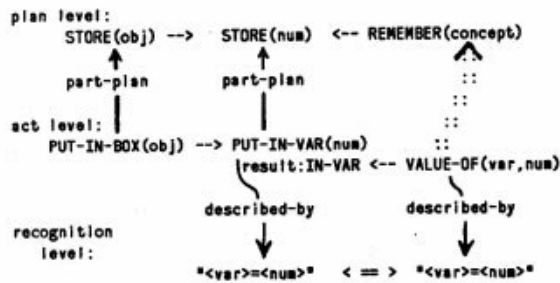 plan level:
STORE(obj) --> STORE(num) <-- REMEMBER(concept)
part-plan part-plan
act level:
PUT-IN-BOX(obj) --> PUT-IN-VAR(num)
result:IN-VAR <-- VALUE-OF(var,num)
described-by described-by
recognition
level:
"<var>=<num>" < == > "<var>=<num>"